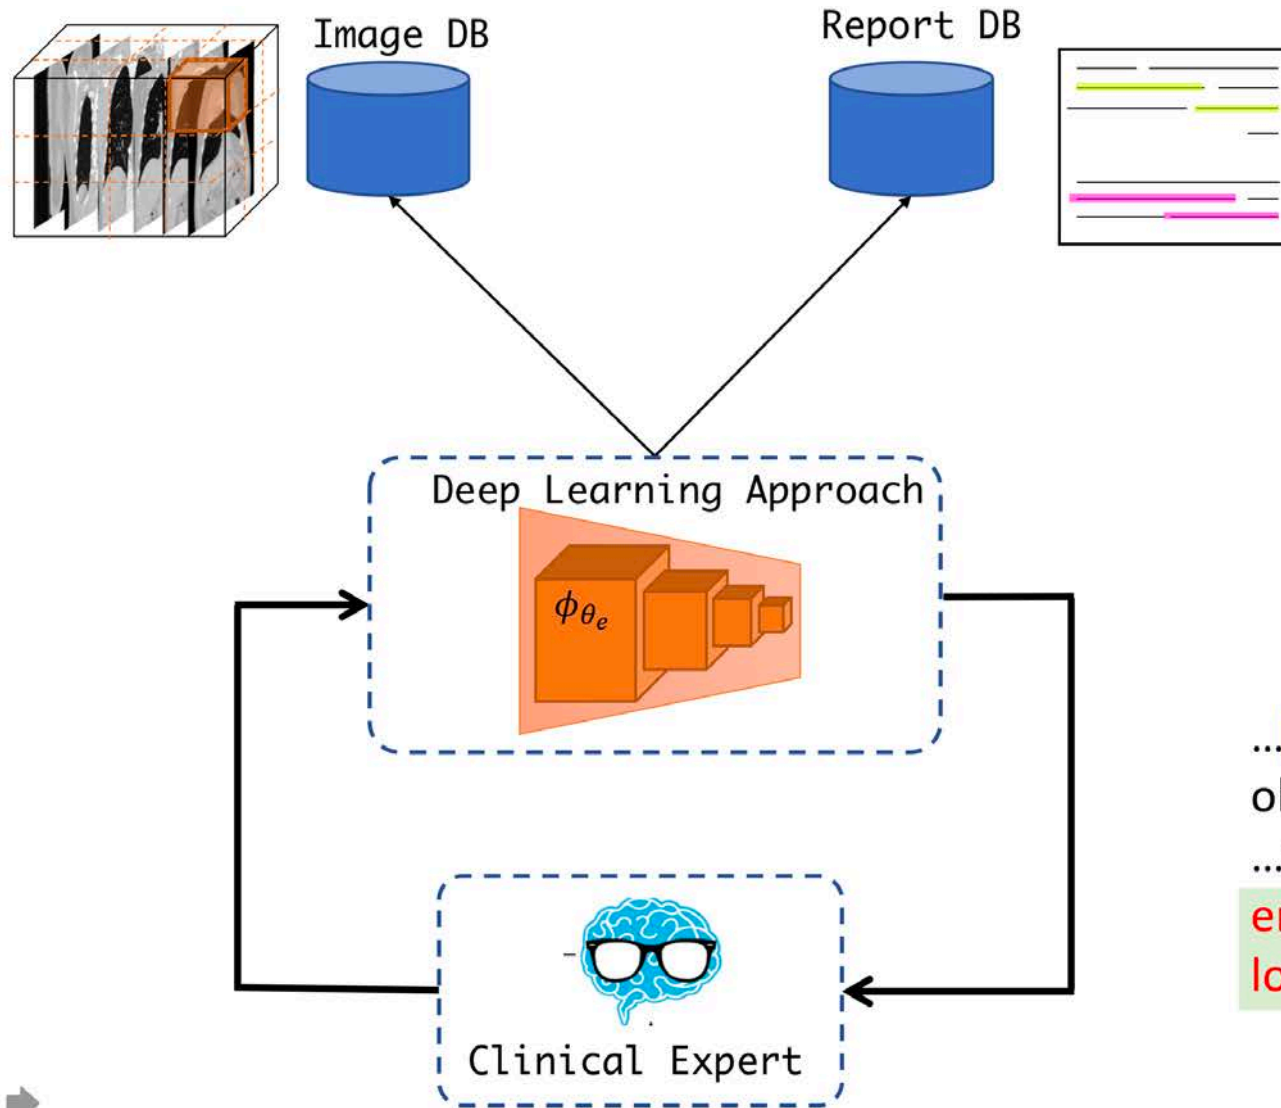 Image DB
Report DB
Deep Learning Approach
ϕθₑ
Clinical Expert
...
...